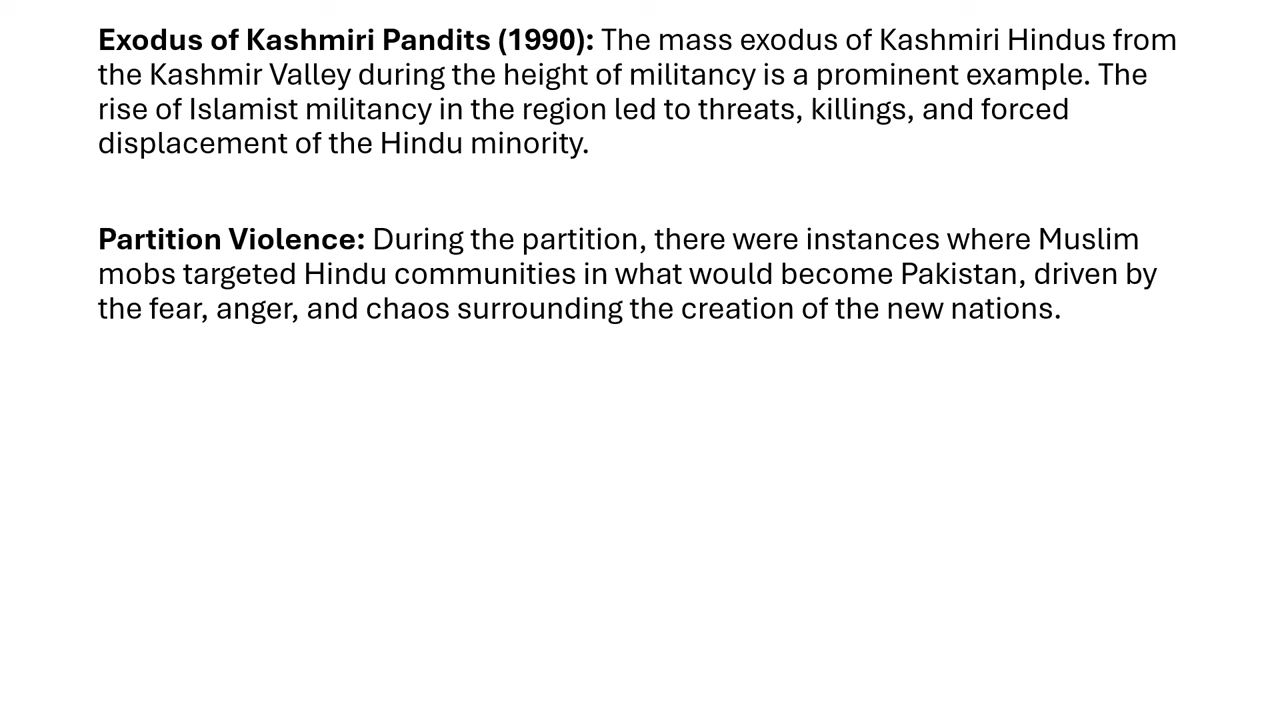 Exodus of Kashmiri Pandits (1990): The mass exodus of Kashmiri Hindus from
the Kashmir Valley during the height of militancy is a prominent example. The
rise of Islamist militancy in the region led to threats, killings, and forced
displacement of the Hindu minority.
Partition Violence: During the partition, there were instances where Muslim
mobs targeted Hindu communities in what would become Pakistan, driven by
the fear, anger, and chaos surrounding the creation of the new nations.